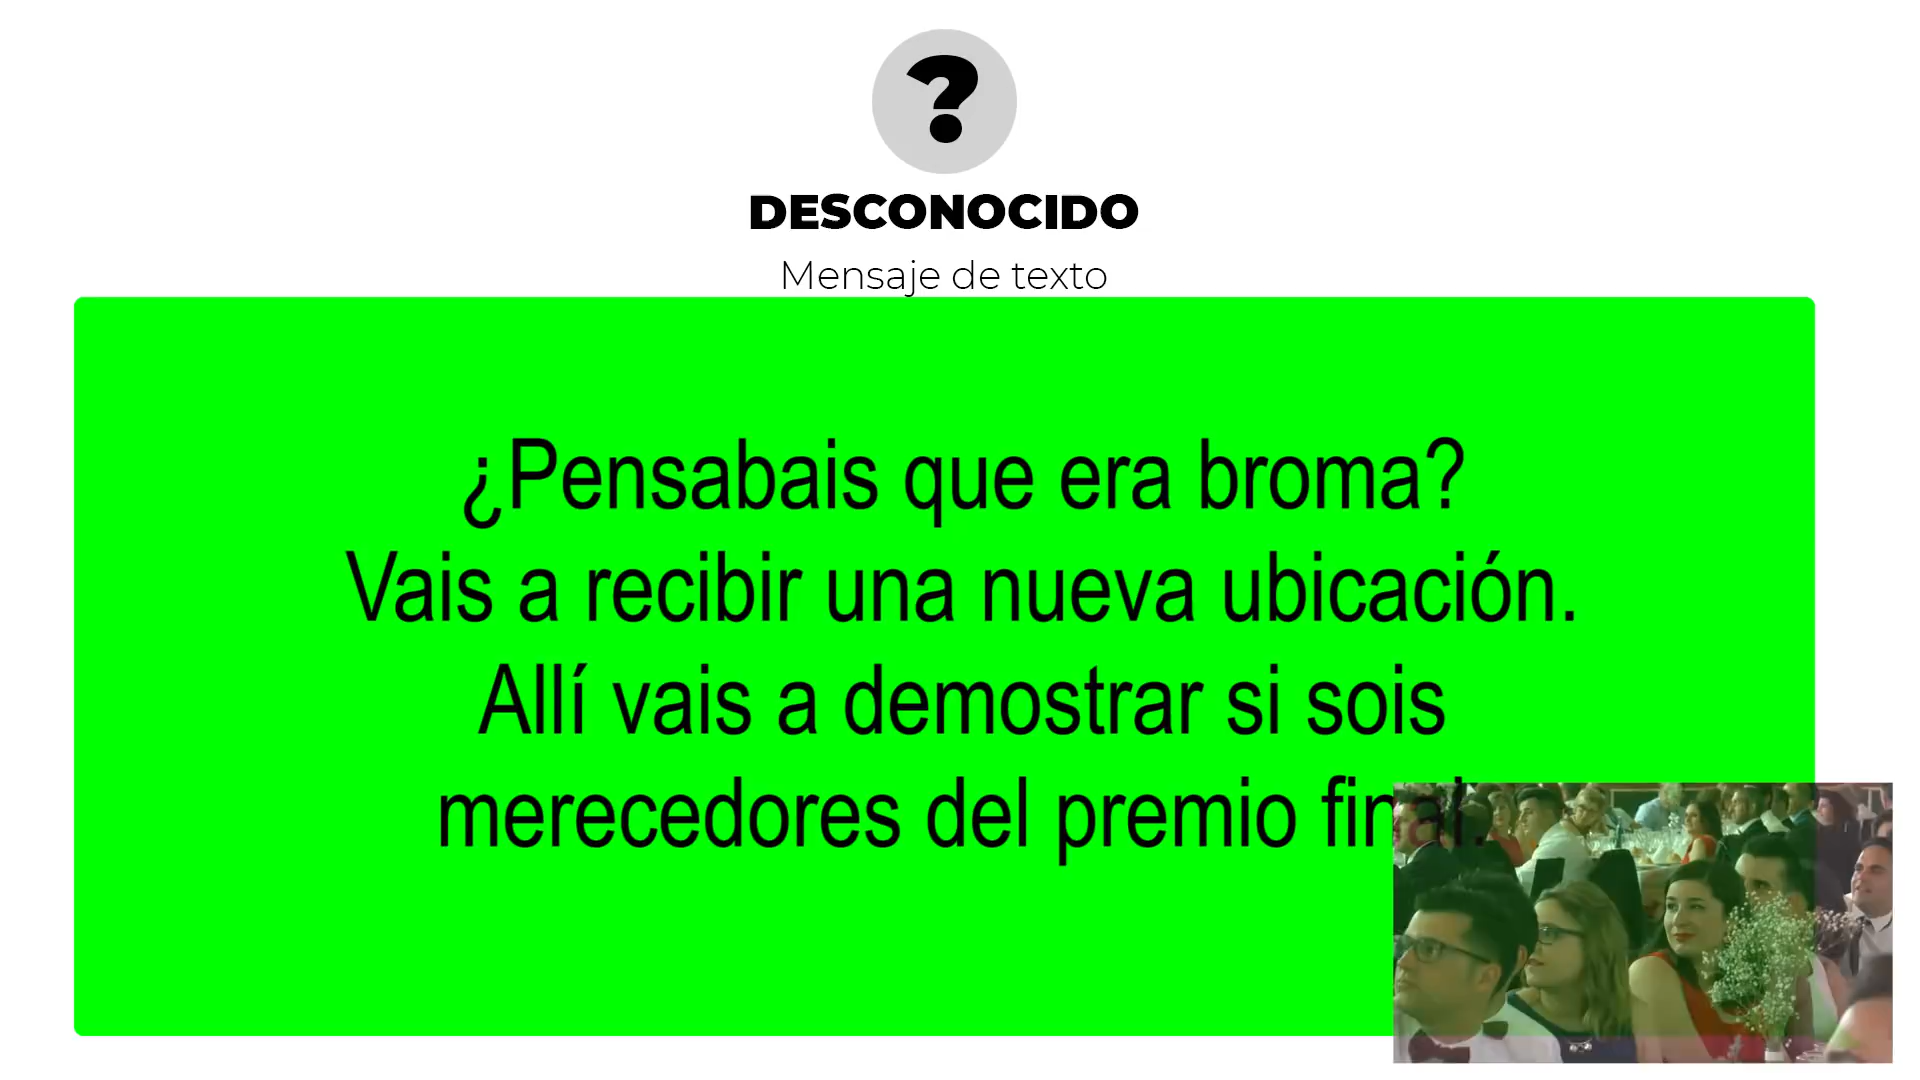 ?
DESCONOCIDO
Mensaje de texto
¿Pensabais que era broma?
Vais a recibir una nueva ubicación.
Allí vais a demostrar si sois
merecedores del premio final.